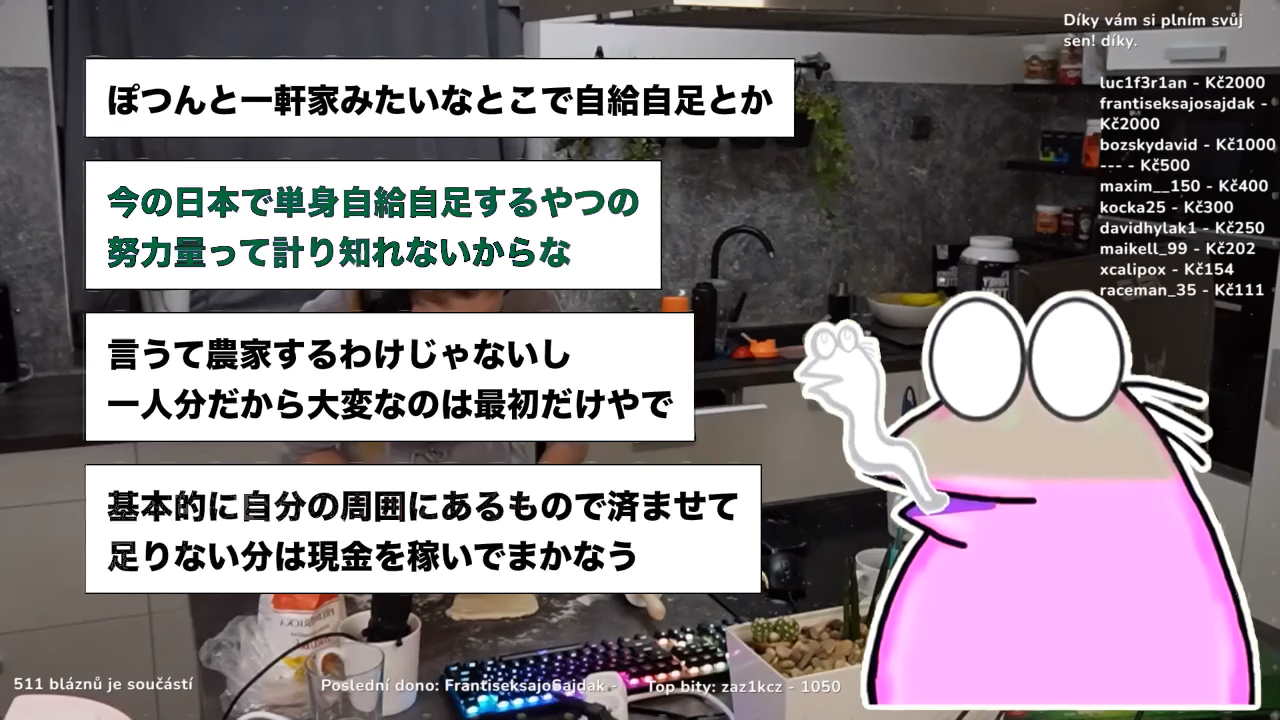 Díky vám si plním svůj
sen! díky.
luc1f3r1an - Kč2000
frantiseksajosajdak -
Kč2000
bozskydavid - Kč1000
--- - Kč500
maxim__150 - Kč400
kocka25 - Kč300
davidhylak1 - Kč250
maikell_99 - Kč202
xcalipox - Kč154
raceman_35 - Kč111
ぽつんと一軒家みたいなとこで自給自足とか
今の日本で単身自給自足するやつの
努力量って計り知れないからな
言うて農家するわけじゃないし
一人分だから大変なのは最初だけやで
基本的に自分の周囲にあるもので済ませて
足りない分は現金を稼いでまかなう
511 bláznů je součástí
Poslední dono: FrantiseksajoSajdak -
Top bity: zaz1kcz - 1050